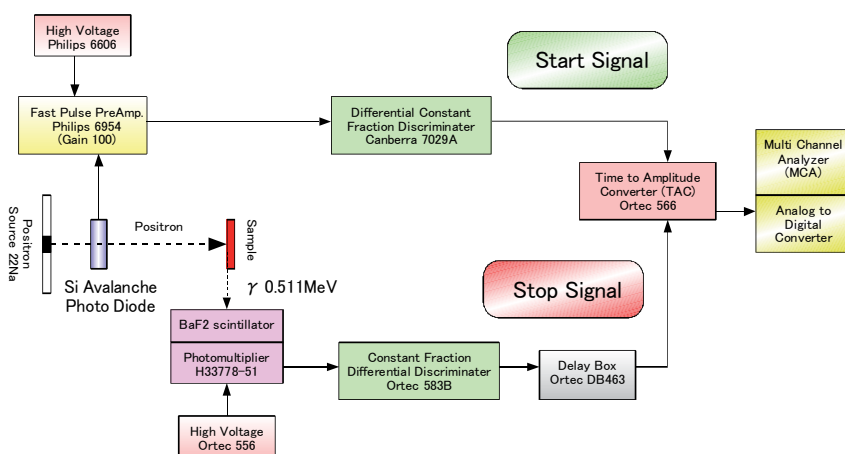 High Voltage
Philips 6606
Start Signal
Fast Pulse PreAmp.
Philips 6954
(Gain 100)
Differential Constant
Fraction Discriminater
Canberra 7029A
Multi Channel
Analyzer
(MCA)
Time to Amplitude
Converter (TAC)
Ortec 566
Analog to
Digital
Converter
Positron
Source 22Na
Positron
Sample
Si Avalanche
Photo Diode
γ 0.511MeV
Stop Signal
BaF2 scintillator
Photomultiplier
H33778-51
Constant Fraction
Differential Discriminater
Ortec 583B
Delay Box
Ortec DB463
High Voltage
Ortec 556